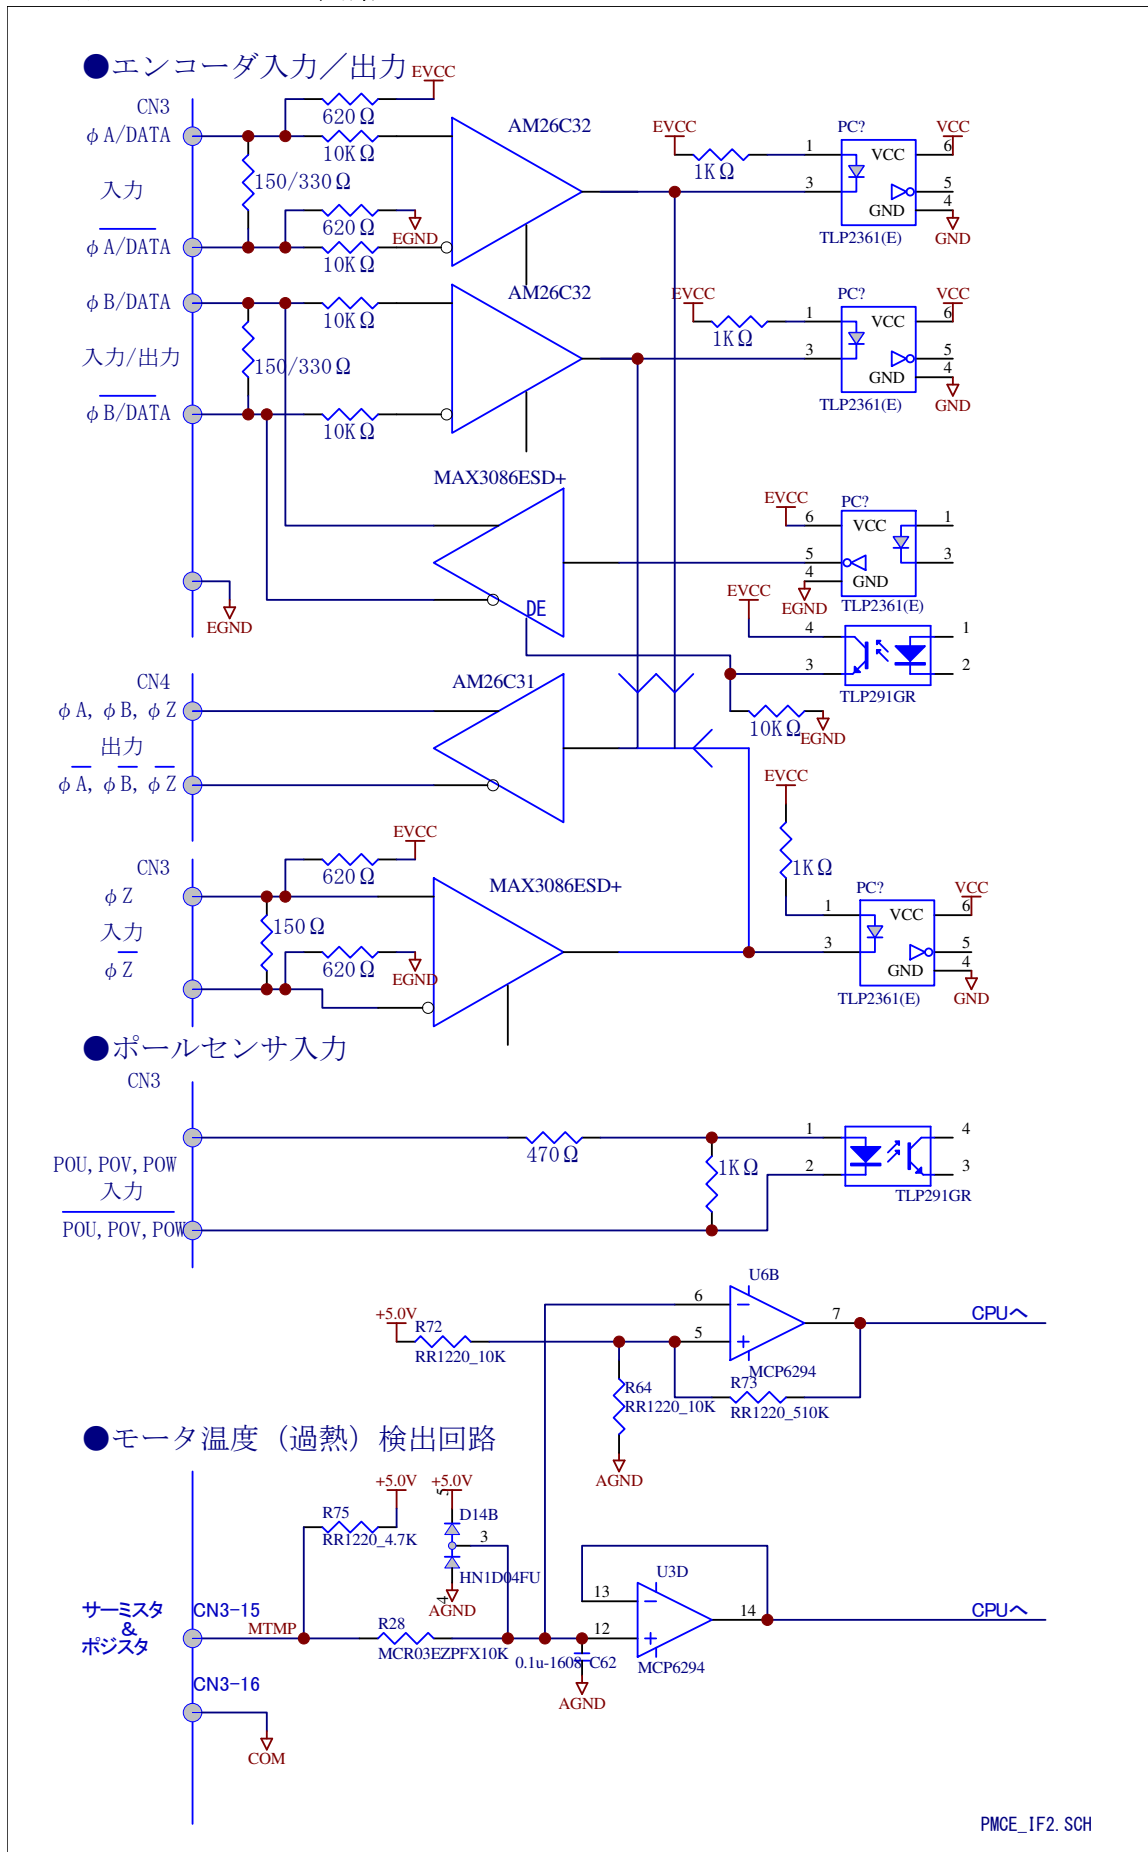 ●エンコーダ入力／出力
EVCC
CN3
620Ω
AM26C32
EVCC
PC?
VCC
φA/DATA
10KΩ
1
VCC
6
1KΩ
入力
150/330Ω
3
5
620Ω
EGND
GND
4
φA/DATA
10KΩ
TLP2361(E)
GND
AM26C32
φB/DATA
10KΩ
EVCC
PC?
VCC
1
VCC
6
1KΩ
入力/出力
150/330Ω
3
5
GND
4
φB/DATA
10KΩ
TLP2361(E)
GND
MAX3086ESD+
EVCC
PC?
6
VCC
1
5
3
4
GND
EGND
TLP2361(E)
DE
EVCC
EGND
4
1
3
2
TLP291GR
CN4
AM26C31
φA, φB, φZ
10KΩ
EGND
出力
φA, φB, φZ
EVCC
EVCC
CN3
620Ω
1KΩ
MAX3086ESD+
PC?
VCC
φZ
1
VCC
6
150Ω
入力
3
5
φZ
620Ω
EGND
GND
4
TLP2361(E)
GND
●ポールセンサ入力
CN3
1
4
470Ω
POU, POV, POW
1KΩ
2
3
入力
TLP291GR
POU, POV, POW
U6B
6
+5.0V
R72
7
CPUへ
5
RR1220_10K
MCP6294
R64
R73
RR1220_10K
RR1220_510K
●モータ温度（過熱）検出回路
AGND
+5.0V
+5.0V
5
R75
D14B
RR1220_4.7K
3
HN1D04FU
4
AGND
U3D
13
サーミスタ
&
ポジスタ
CN3-15
MTMP
R28
12
14
CPUへ
MCR03EZPFX10K
0.1u-1608
C62
MCP6294
CN3-16
AGND
COM
PMCE_IF2.SCH